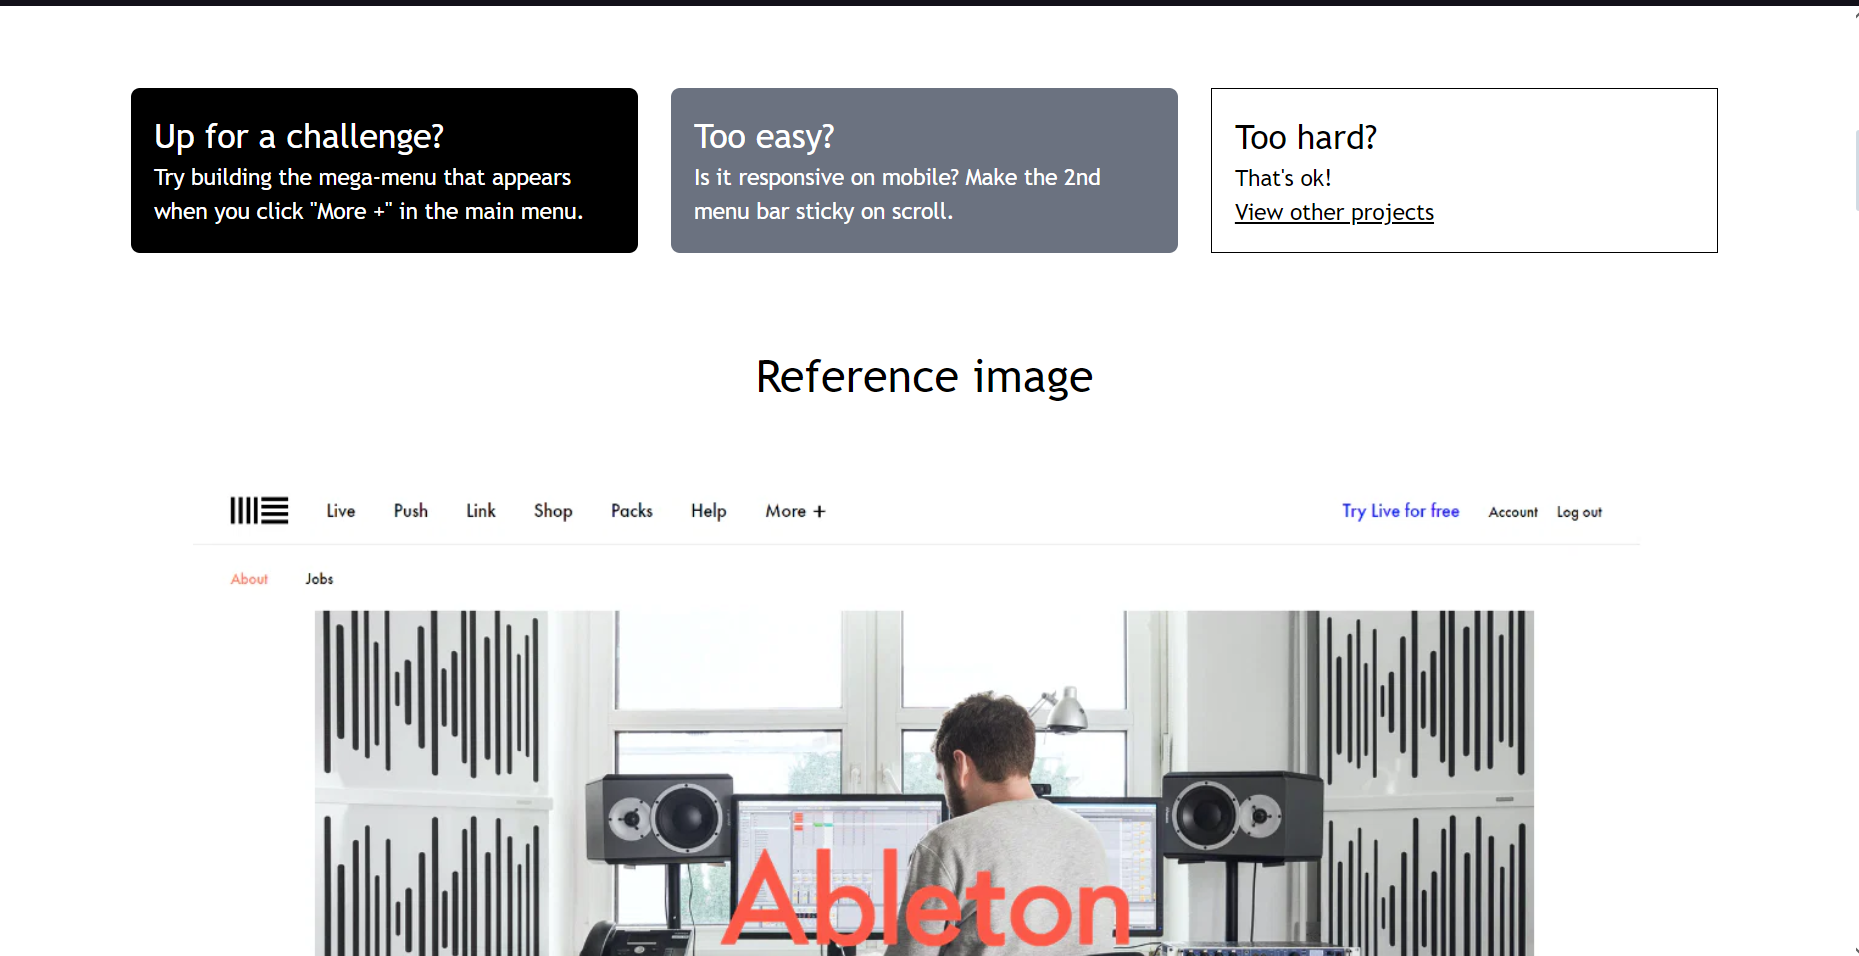 Up for a challenge?
Try building the mega-menu that appears
when you click "More +" in the main menu.
Too easy?
Is it responsive on mobile? Make the 2nd
menu bar sticky on scroll.
Too hard?
That's ok!
View other projects
Reference image
Live Push Link Shop Packs Help More + Try Live for free Account Log out
About Jobs
Ableton